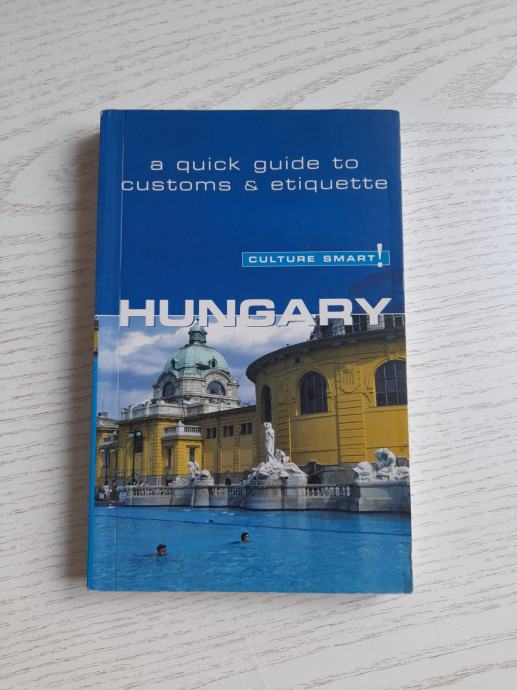 a quick guide to
customs & etiquette
CULTURE SMART!
HUNGARY